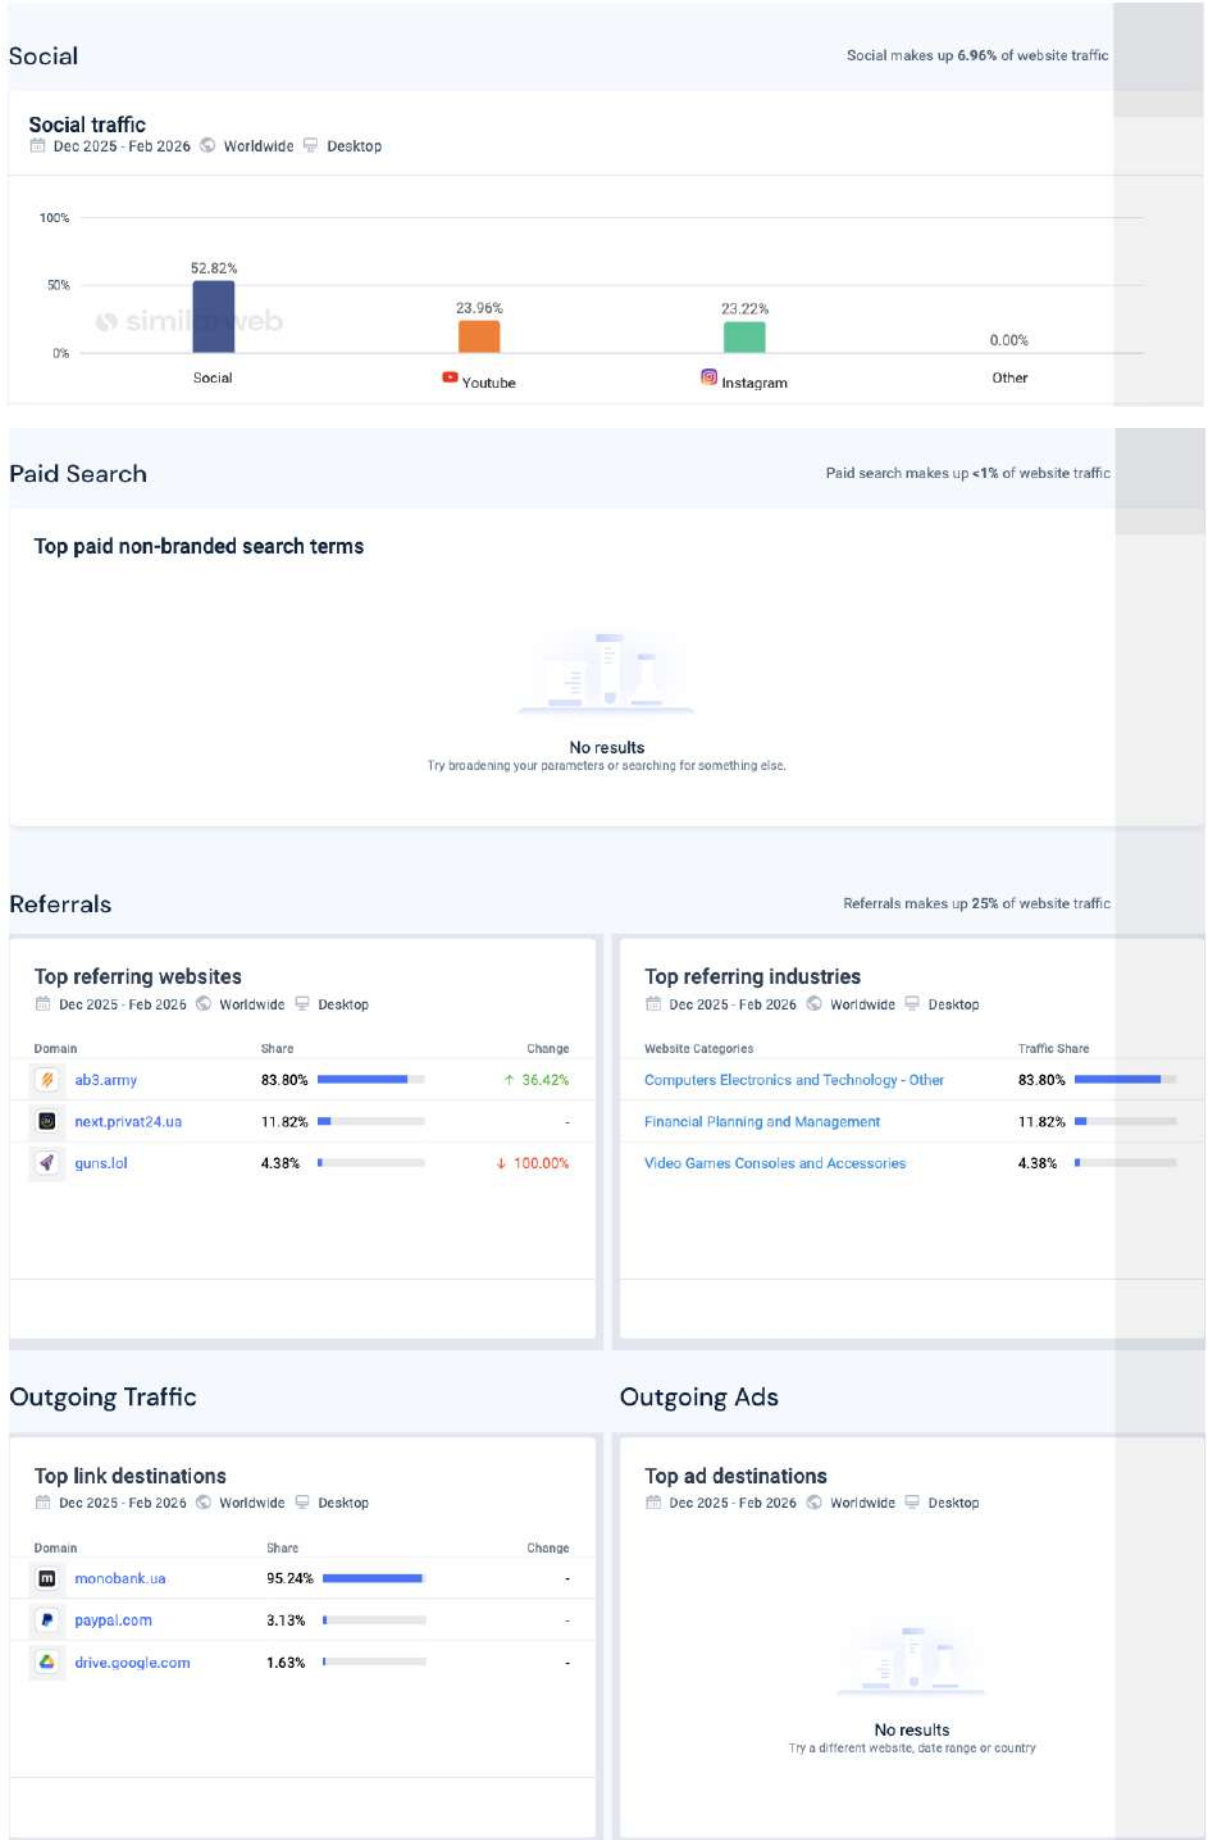 Social
Social makes up 6.96% of website traffic
Social traffic
Dec 2025 - Feb 2026 Worldwide Desktop
100%
50%
0%
52.82%
23.96%
23.22%
0.00%
similarweb
Social
Youtube
Instagram
Other
Paid Search
Paid search makes up <1% of website traffic
Top paid non-branded search terms
No results
Try broadening your parameters or searching for something else.
Referrals
Referrals makes up 25% of website traffic
Top referring websites
Dec 2025 - Feb 2026 Worldwide Desktop
Domain Share Change
ab3.army 83.80% ↑ 36.42%
next.privat24.ua 11.82% -
guns.lol 4.38% ↓ 100.00%
Top referring industries
Dec 2025 - Feb 2026 Worldwide Desktop
Website Categories Traffic Share
Computers Electronics and Technology - Other 83.80%
Financial Planning and Management 11.82%
Video Games Consoles and Accessories 4.38%
Outgoing Traffic
Top link destinations
Dec 2025 - Feb 2026 Worldwide Desktop
Domain Share Change
monobank.ua 95.24% -
paypal.com 3.13% -
drive.google.com 1.63% -
Outgoing Ads
Top ad destinations
Dec 2025 - Feb 2026 Worldwide Desktop
No results
Try a different website, date range or country